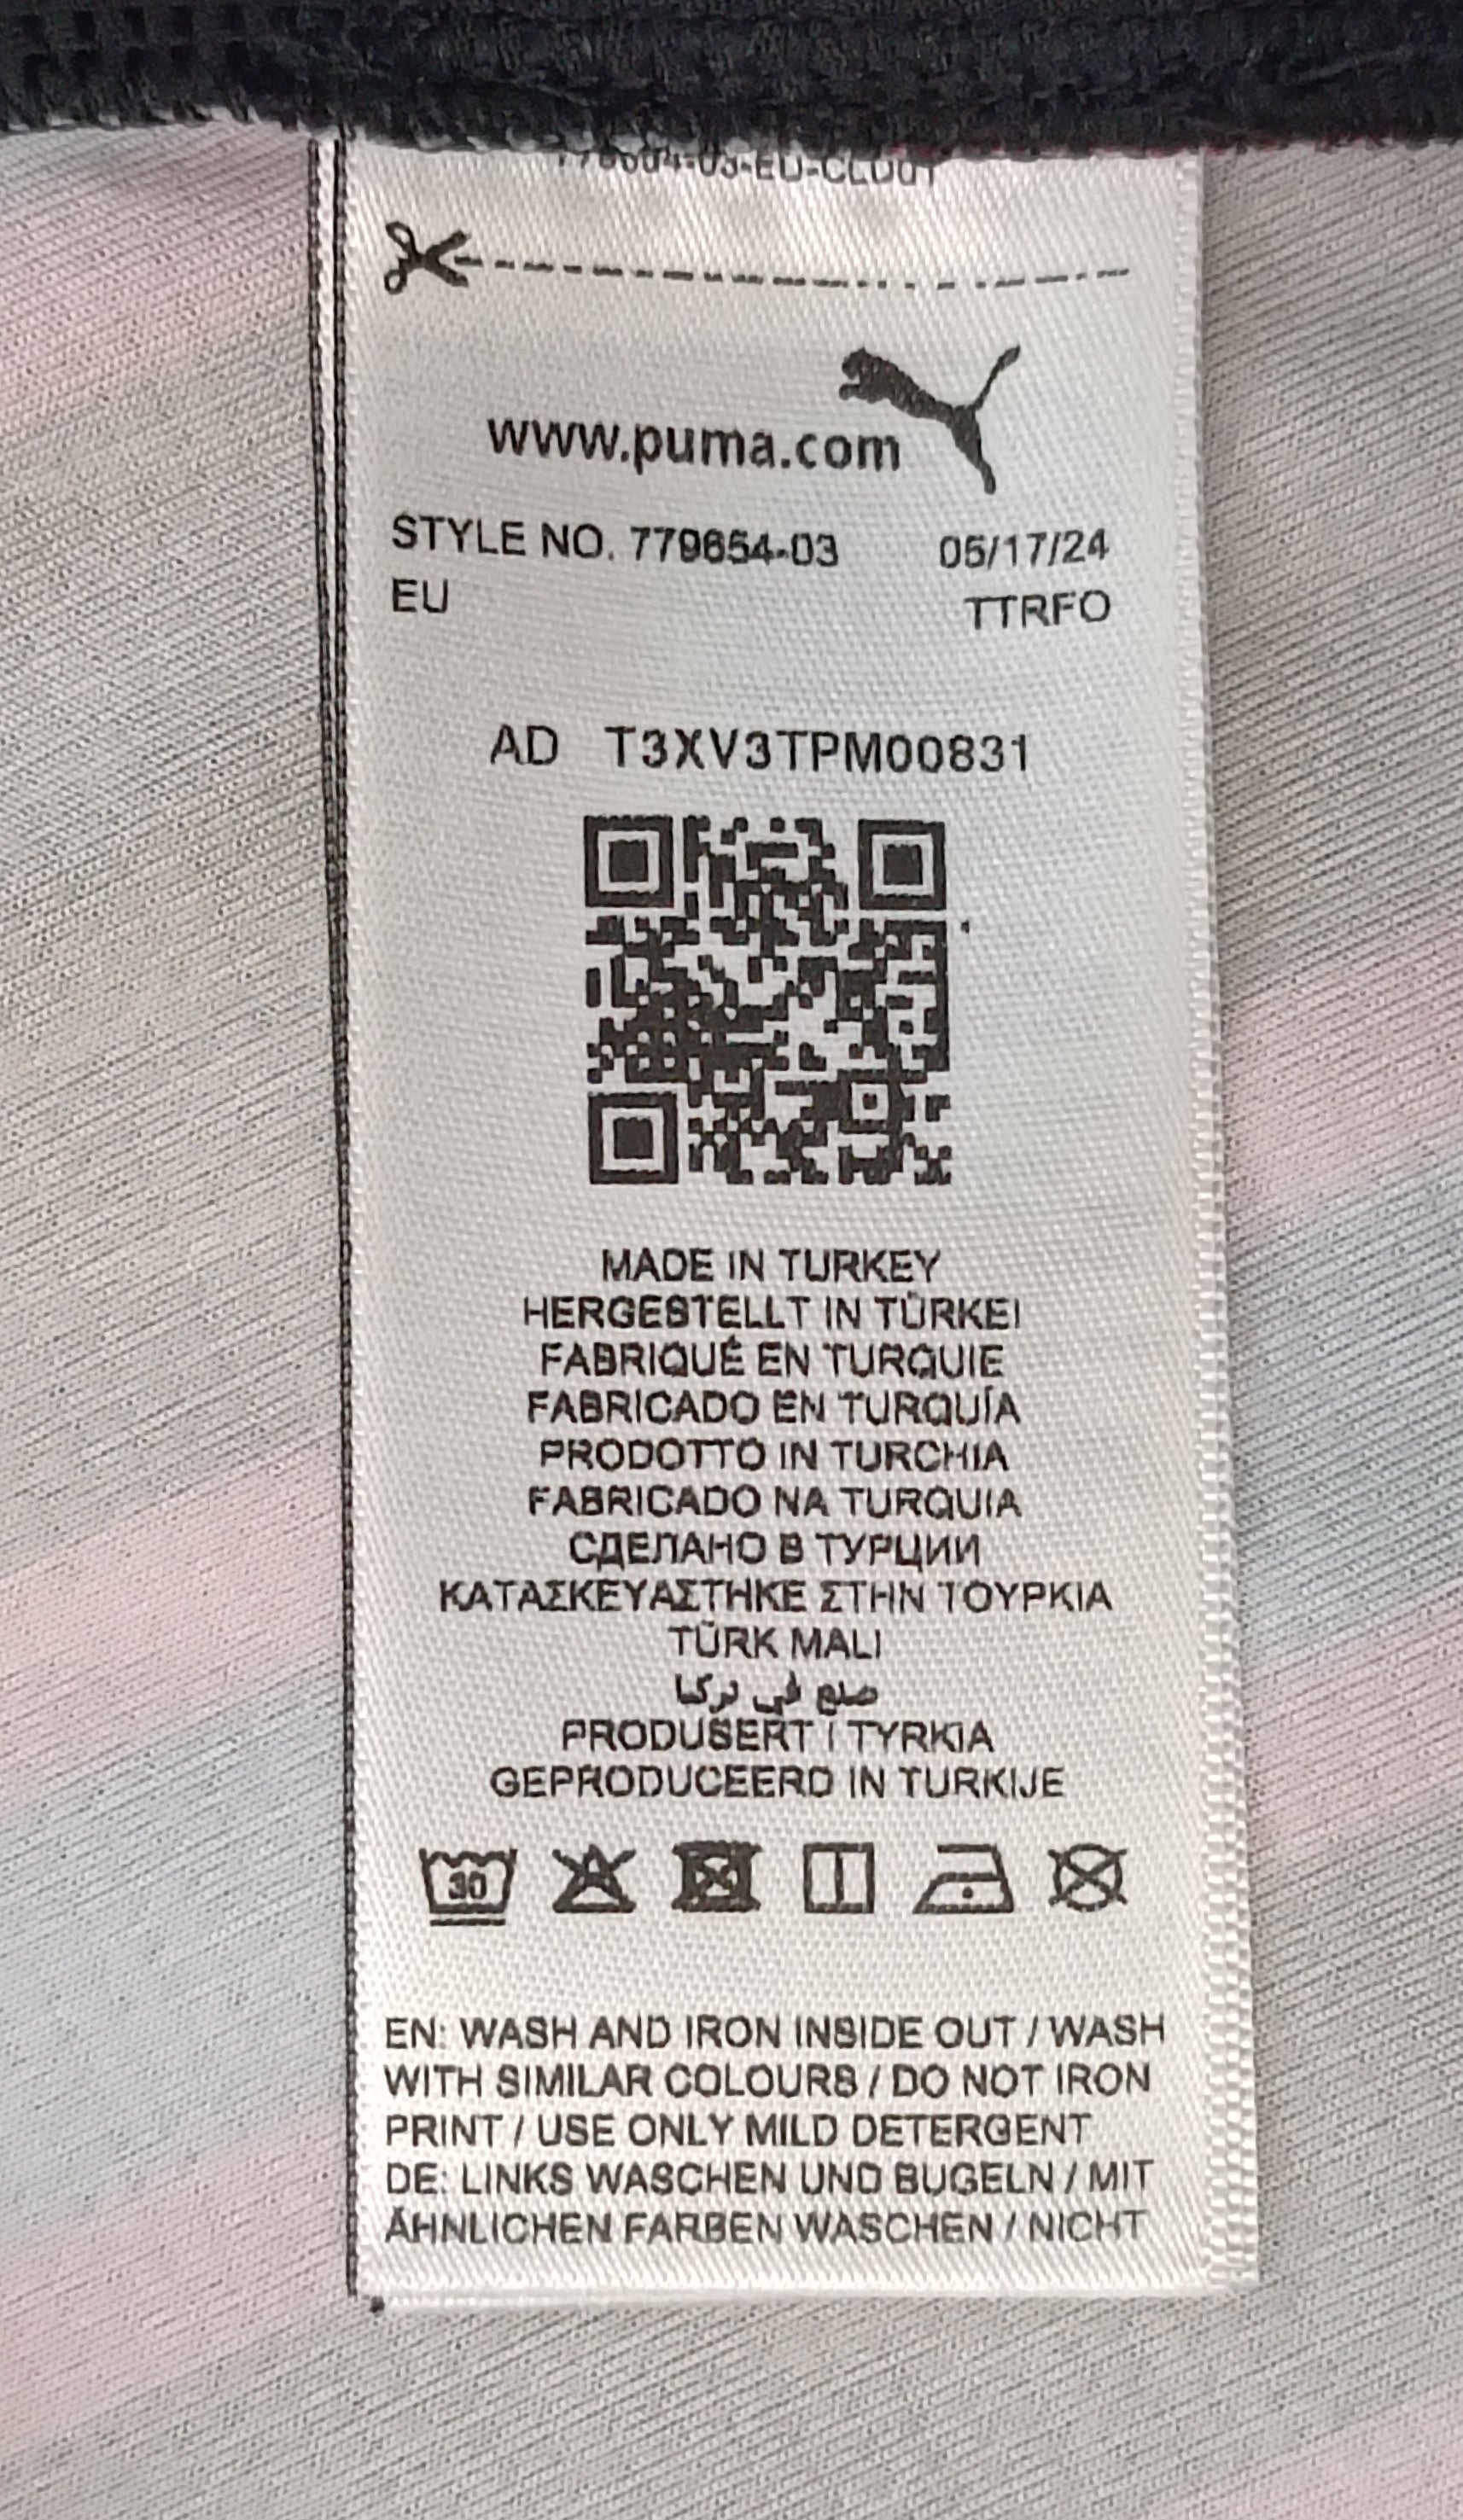 www.puma.com
STYLE NO. 779654-03 05/17/24
EU TTRFO
AD T3XV3TPM00831
MADE IN TURKEY
HERGESTELLT IN TÜRKEI
FABRIQUÉ EN TURQUIE
FABRICADO EN TURQUÍA
PRODOTTO IN TURCHIA
FABRICADO NA TURQUIA
СДЕЛАНО В ТУРЦИИ
ΚΑΤΑΣΚΕΥΑΣΤΗΚΕ ΣΤΗΝ ΤΟΥΡΚΙΑ
TÜRK MALI
صنع في تركيا
PRODUSERT I TYRKIA
GEPRODUCEERD IN TURKIJE
30
EN: WASH AND IRON INSIDE OUT / WASH
WITH SIMILAR COLOURS / DO NOT IRON
PRINT / USE ONLY MILD DETERGENT
DE: LINKS WASCHEN UND BÜGELN / MIT
ÄHNLICHEN FARBEN WASCHEN / NICHT